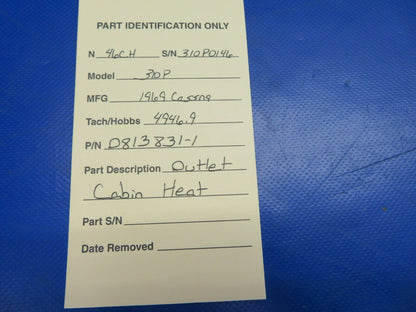 PART IDENTIFICATION ONLY
N 46CH S/N 310P0146
Model 310P
MFG 1969 Cessna
Tach/Hobbs 4946.9
P/N 0813831-1
Part Description Outlet
Cabin Heat
Part S/N
Date Removed